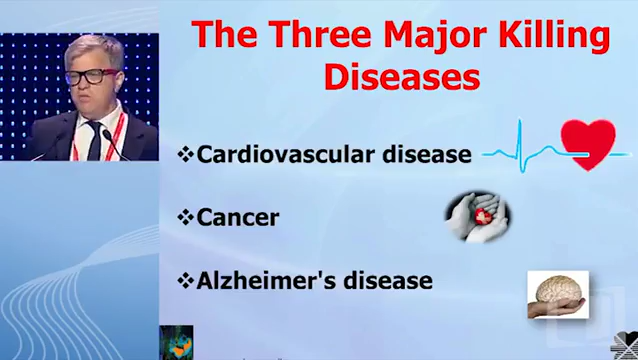 The Three Major Killing
Diseases
❖Cardiovascular disease
❖Cancer
❖Alzheimer's disease